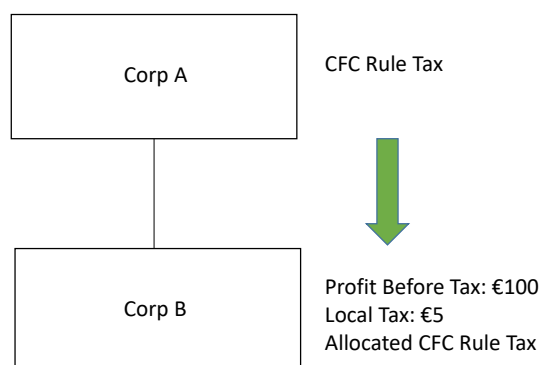 Corp A
CFC Rule Tax
Corp B
Profit Before Tax: €100
Local Tax: €5
Allocated CFC Rule Tax